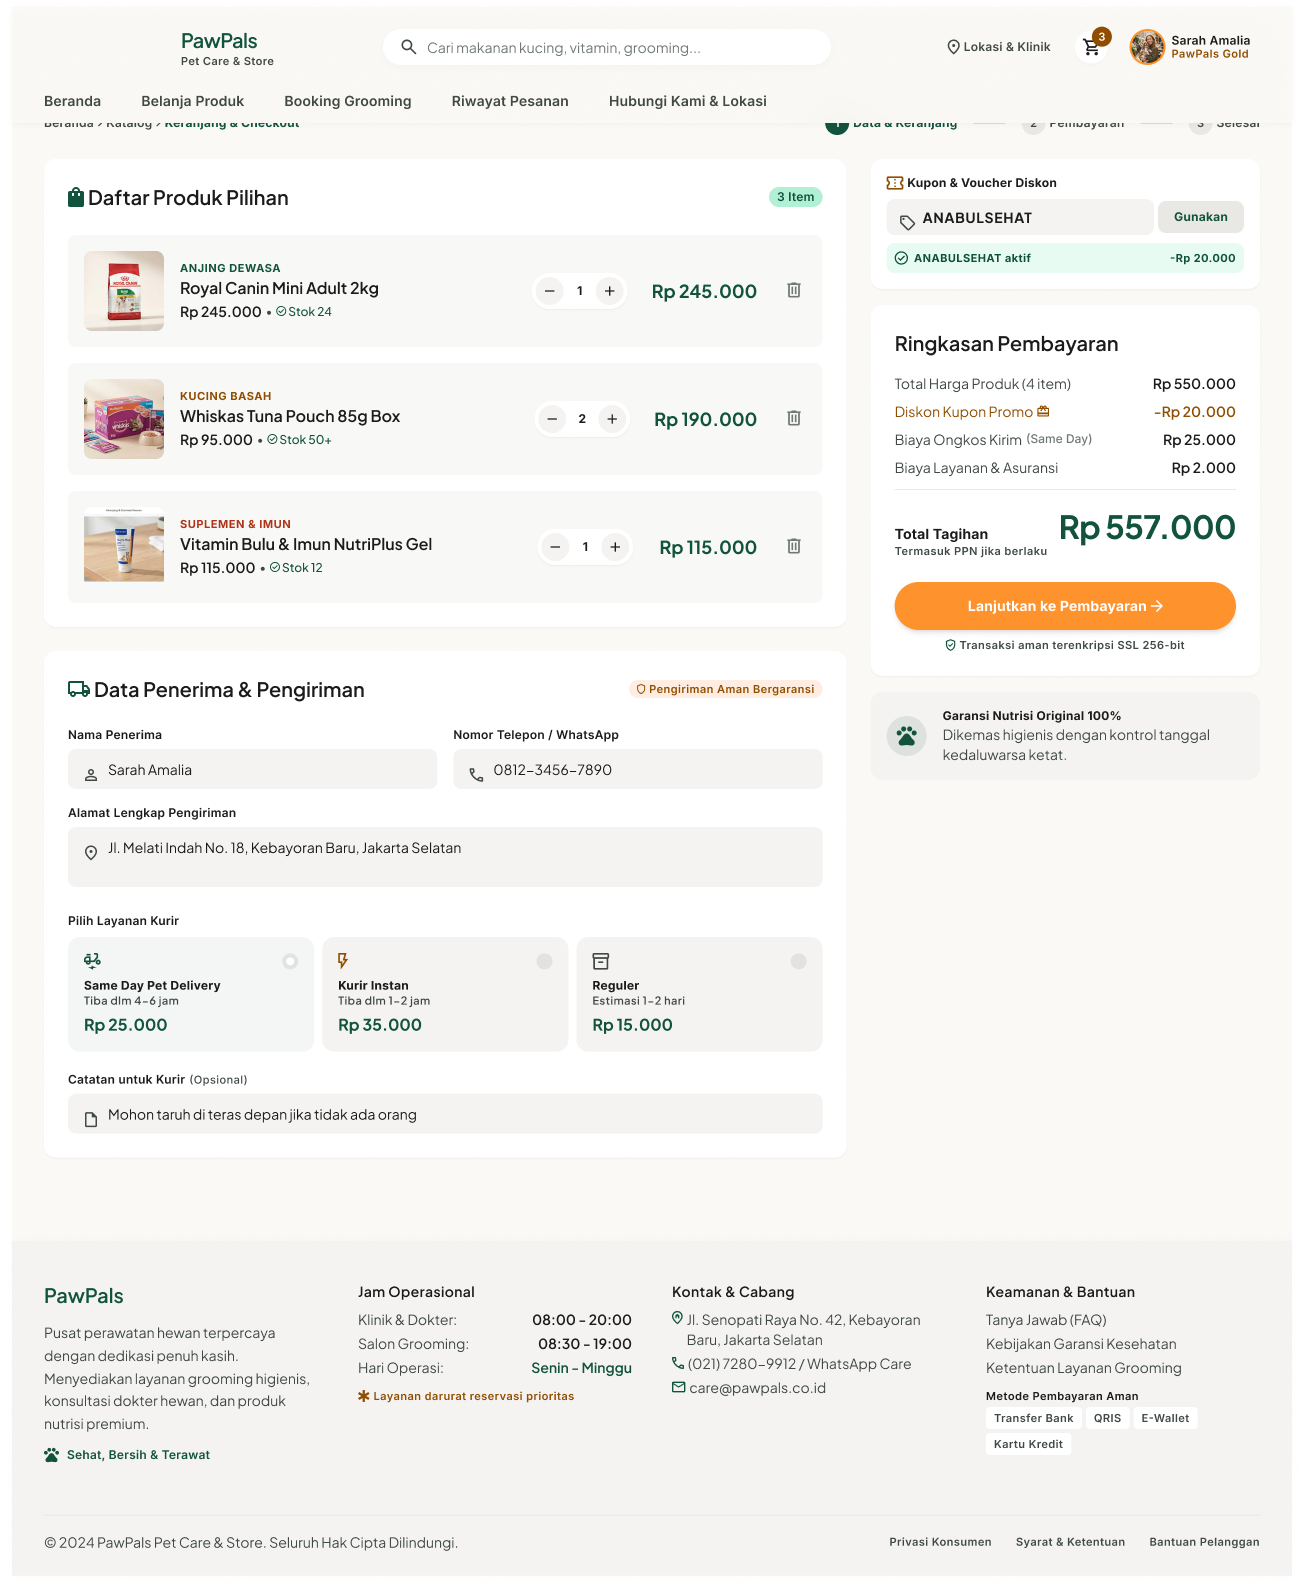 PawPals
Pet Care & Store
Cari makanan kucing, vitamin, grooming...
Lokasi & Klinik
3
Sarah Amalia
PawPals Gold
Beranda
Belanja Produk
Booking Grooming
Riwayat Pesanan
Hubungi Kami & Lokasi
Beranda › Katalog › Keranjang & Checkout
1 Data & Keranjang
2 Pembayaran
3 Selesai
Daftar Produk Pilihan
3 Item
ANJING DEWASA
Royal Canin Mini Adult 2kg
Rp 245.000 • Stok 24
− 1 +
Rp 245.000
KUCING BASAH
Whiskas Tuna Pouch 85g Box
Rp 95.000 • Stok 50+
− 2 +
Rp 190.000
SUPLEMEN & IMUN
Vitamin Bulu & Imun NutriPlus Gel
Rp 115.000 • Stok 12
− 1 +
Rp 115.000
Kupon & Voucher Diskon
ANABULSEHAT
Gunakan
ANABULSEHAT aktif
-Rp 20.000
Ringkasan Pembayaran
Total Harga Produk (4 item)
Rp 550.000
Diskon Kupon Promo
-Rp 20.000
Biaya Ongkos Kirim (Same Day)
Rp 25.000
Biaya Layanan & Asuransi
Rp 2.000
Total Tagihan
Termasuk PPN jika berlaku
Rp 557.000
Lanjutkan ke Pembayaran →
Transaksi aman terenkripsi SSL 256-bit
Garansi Nutrisi Original 100%
Dikemas higienis dengan kontrol tanggal
kedaluwarsa ketat.
Data Penerima & Pengiriman
Pengiriman Aman Bergaransi
Nama Penerima
Sarah Amalia
Nomor Telepon / WhatsApp
0812-3456-7890
Alamat Lengkap Pengiriman
Jl. Melati Indah No. 18, Kebayoran Baru, Jakarta Selatan
Pilih Layanan Kurir
Same Day Pet Delivery
Tiba dlm 4-6 jam
Rp 25.000
Kurir Instan
Tiba dlm 1-2 jam
Rp 35.000
Reguler
Estimasi 1-2 hari
Rp 15.000
Catatan untuk Kurir (Opsional)
Mohon taruh di teras depan jika tidak ada orang
PawPals
Pusat perawatan hewan terpercaya
dengan dedikasi penuh kasih.
Menyediakan layanan grooming higienis,
konsultasi dokter hewan, dan produk
nutrisi premium.
Sehat, Bersih & Terawat
Jam Operasional
Klinik & Dokter:
08:00 - 20:00
Salon Grooming:
08:30 - 19:00
Hari Operasi:
Senin - Minggu
Layanan darurat reservasi prioritas
Kontak & Cabang
Jl. Senopati Raya No. 42, Kebayoran
Baru, Jakarta Selatan
(021) 7280-9912 / WhatsApp Care
care@pawpals.co.id
Keamanan & Bantuan
Tanya Jawab (FAQ)
Kebijakan Garansi Kesehatan
Ketentuan Layanan Grooming
Metode Pembayaran Aman
Transfer Bank
QRIS
E-Wallet
Kartu Kredit
© 2024 PawPals Pet Care & Store. Seluruh Hak Cipta Dilindungi.
Privasi Konsumen
Syarat & Ketentuan
Bantuan Pelanggan